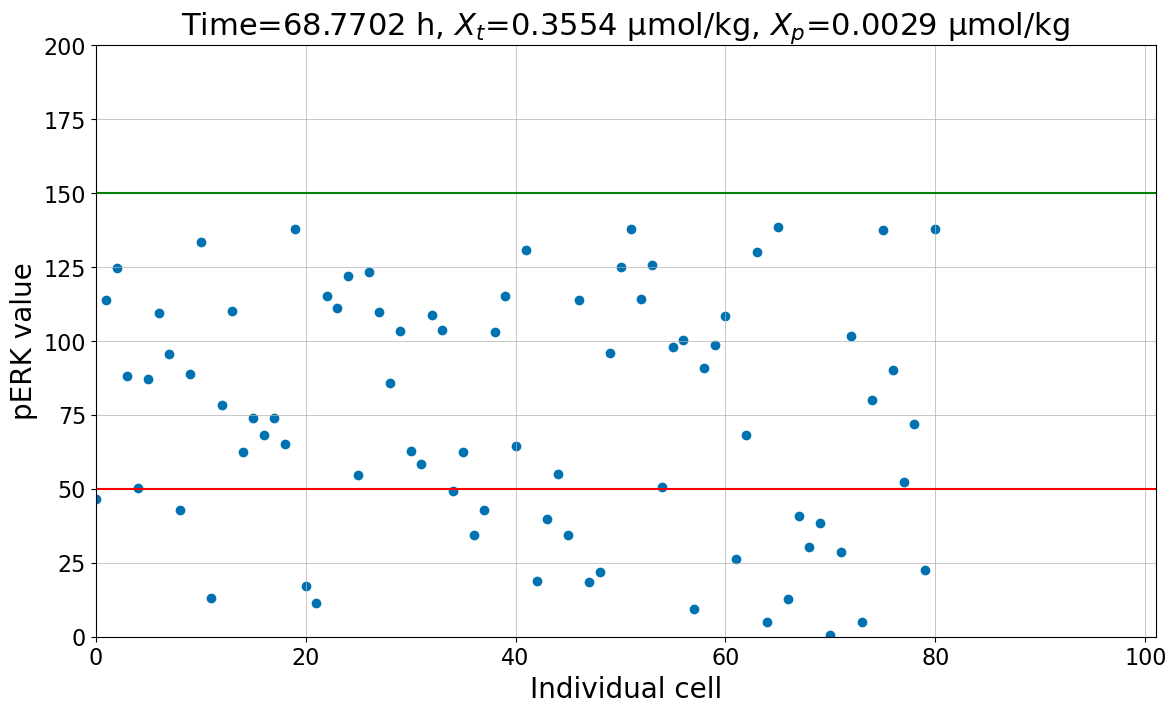 Time=68.7702 h, Xₜ=0.3554 μmol/kg, Xₚ=0.0029 μmol/kg
200
175
150
125
100
75
50
25
0
pERK value
0 20 40 60 80 100
Individual cell